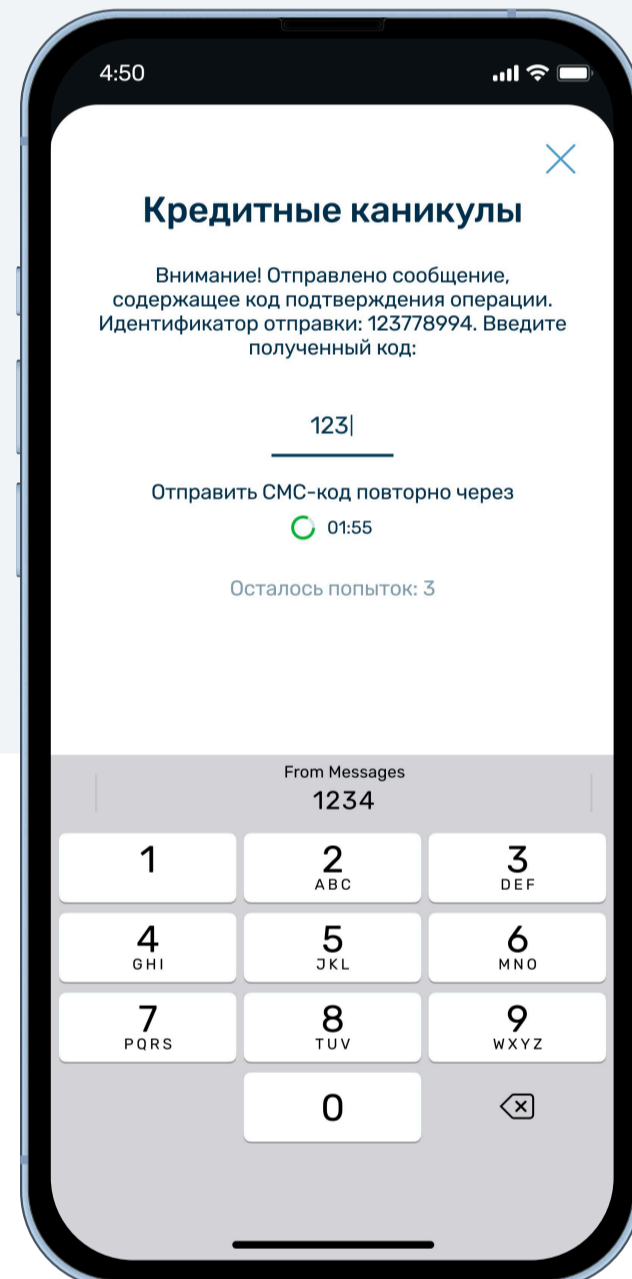 4:50
Кредитные каникулы
Внимание! Отправлено сообщение,
содержащее код подтверждения операции.
Идентификатор отправки: 123778994. Введите
полученный код:
123
Отправить СМС-код повторно через
01:55
Осталось попыток: 3
From Messages
1234
1 2 3
ABC DEF
4 5 6
GHI JKL MNO
7 8 9
PQRS TUV WXYZ
0